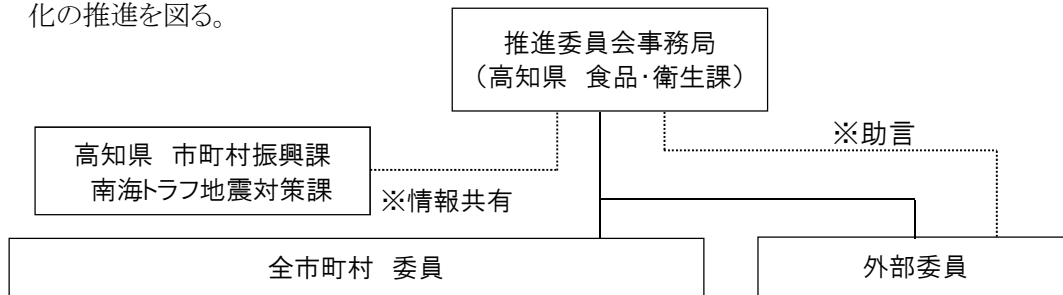 化の推進を図る。
推進委員会事務局
（高知県　食品・衛生課）
※助言
高知県　市町村振興課
南海トラフ地震対策課
※情報共有
全市町村　委員
外部委員